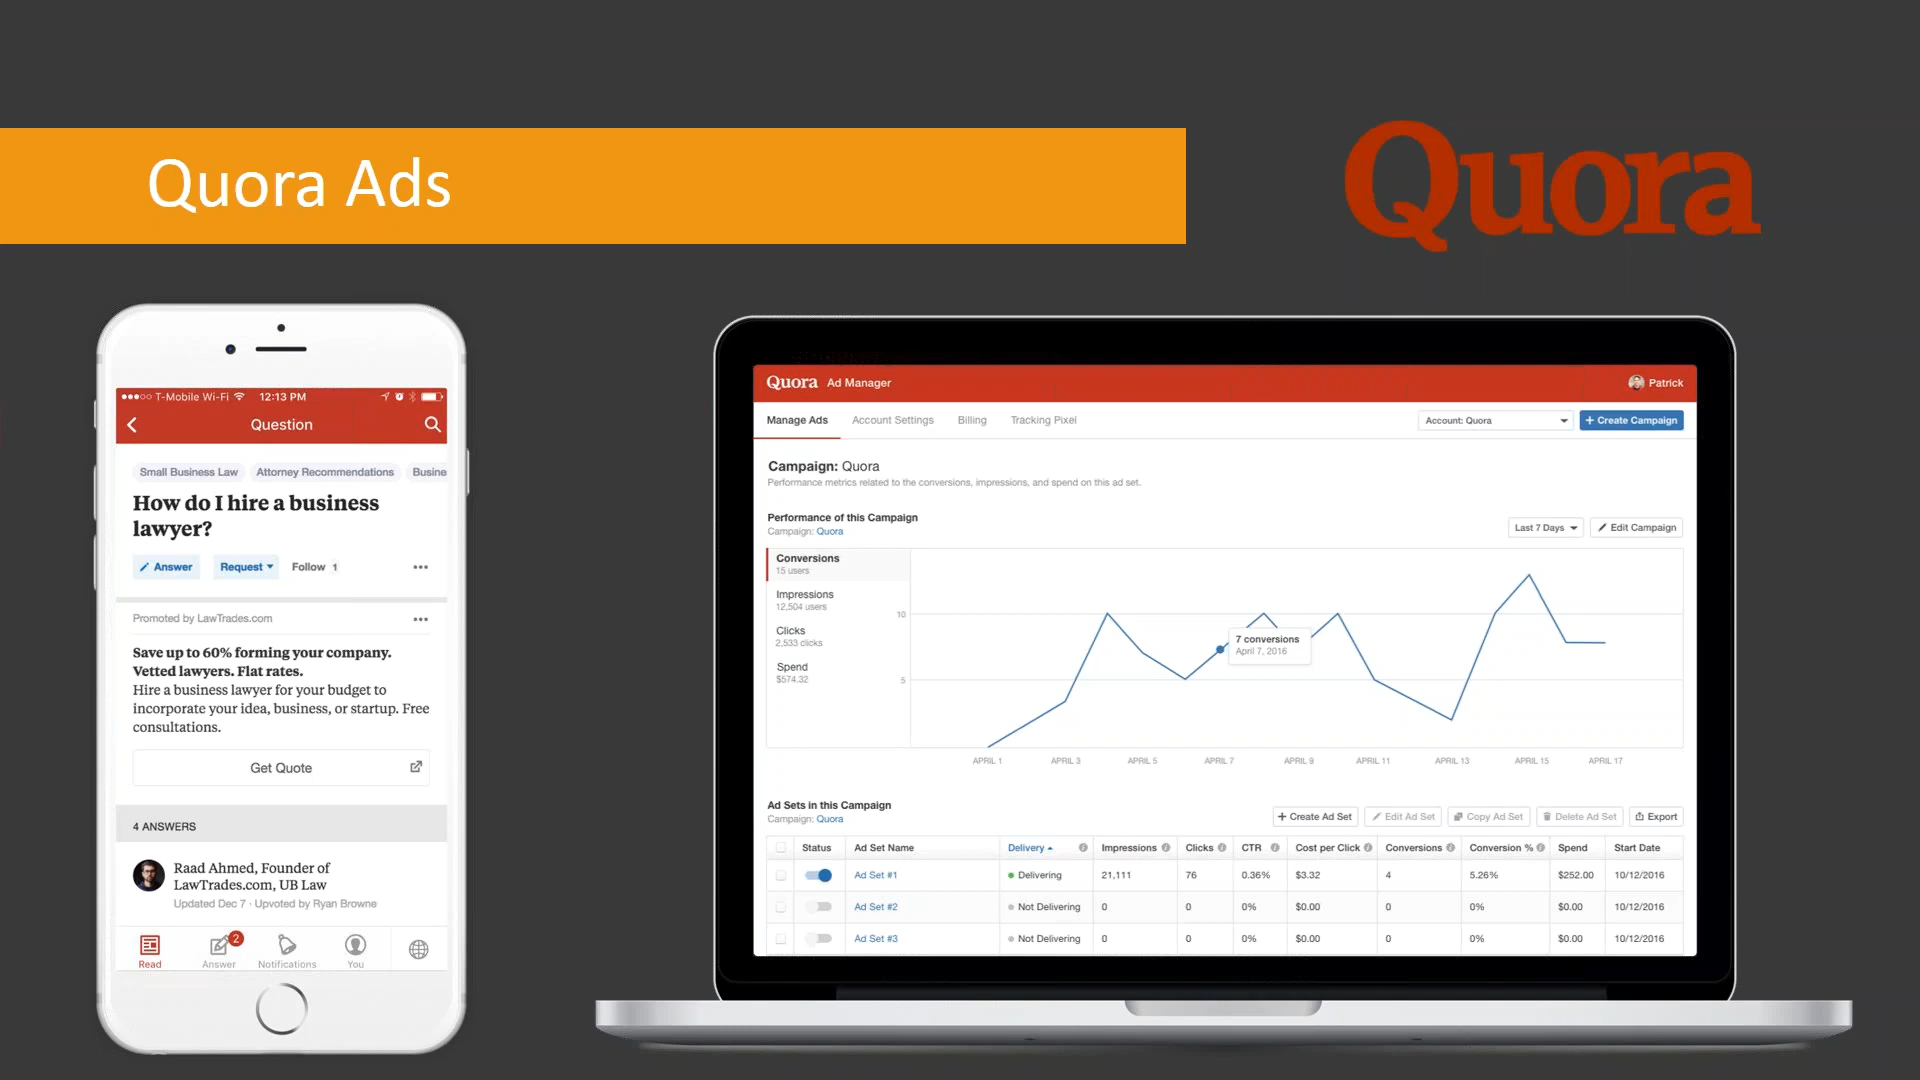 Quora Ads
Quora
T-Mobile Wi-Fi 12:13 PM
Question
Small Business Law Attorney Recommendations Busine
How do I hire a business
lawyer?
Answer Request Follow 1
Promoted by LawTrades.com
Save up to 60% forming your company.
Vetted lawyers. Flat rates.
Hire a business lawyer for your budget to
incorporate your idea, business, or startup. Free
consultations.
Get Quote
4 ANSWERS
Raad Ahmed, Founder of
LawTrades.com, UB Law
Updated Dec 7 · Upvoted by Ryan Browne
2
Read Answer Notifications You
Quora Ad Manager Patrick
Manage Ads Account Settings Billing Tracking Pixel Account: Quora + Create Campaign
Campaign: Quora
Performance metrics related to the conversions, impressions, and spend on this ad set.
Performance of this Campaign
Campaign: Quora
Last 7 Days Edit Campaign
Conversions
15 users
Impressions
12,504 users
Clicks
2,533 clicks
Spend
$574.32
10
5
7 conversions
April 7, 2016
APRIL 1 APRIL 3 APRIL 5 APRIL 7 APRIL 9 APRIL 11 APRIL 13 APRIL 15 APRIL 17
Ad Sets in this Campaign
Campaign: Quora
+ Create Ad Set Edit Ad Set Copy Ad Set Delete Ad Set Export
Status Ad Set Name Delivery Impressions Clicks CTR Cost per Click Conversions Conversion % Spend Start Date
Ad Set #1 Delivering 21,111 76 0.36% $3.32 4 5.26% $252.00 10/12/2016
Ad Set #2 Not Delivering 0 0 0% $0.00 0 0% $0.00 10/12/2016
Ad Set #3 Not Delivering 0 0 0% $0.00 0 0% $0.00 10/12/2016